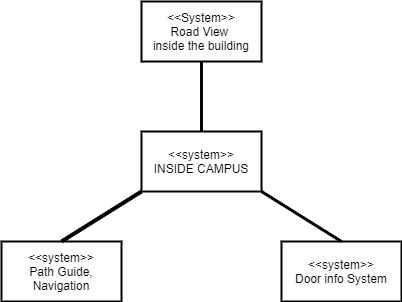 <<System>>
Road View
inside the building
<<system>>
INSIDE CAMPUS
<<system>>
Path Guide,
Navigation
<<system>>
Door info System